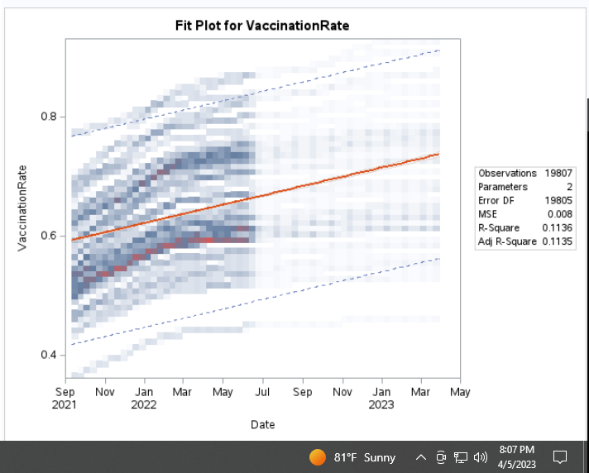 Fit Plot for VaccinationRate
0.8
0.6
0.4
VaccinationRate
Sep Nov Jan Mar May Jul Sep Nov Jan Mar May
2021 2022 2023
Date
Observations 19807
Parameters 2
Error DF 19805
MSE 0.008
R-Square 0.1136
Adj R-Square 0.1135
81°F Sunny
8:07 PM
4/5/2023